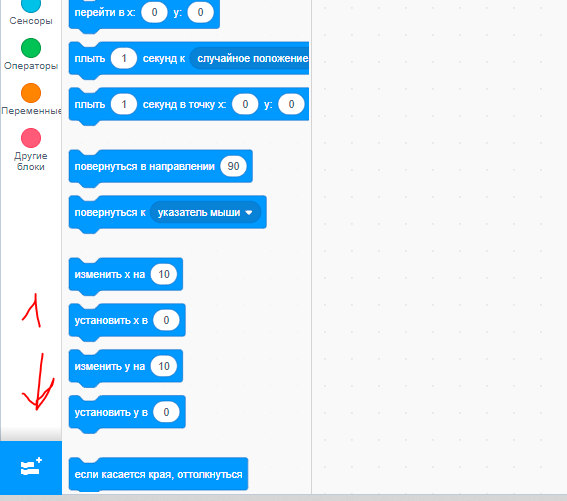 перейти в x: 0 y: 0
Сенсоры
плыть 1 секунд к случайное положение
Операторы
плыть 1 секунд в точку x: 0 y: 0
Переменные
Другие
блоки
повернуться в направлении 90
повернуться к указатель мыши
изменить x на 10
1
установить x в 0
изменить y на 10
установить y в 0
если касается края, оттолкнуться